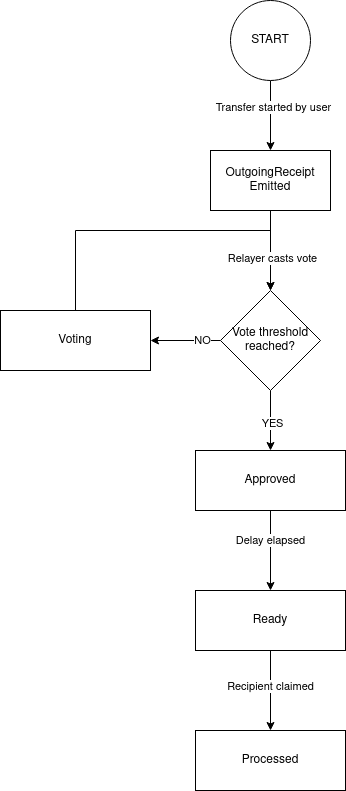 START
Transfer started by user
OutgoingReceipt
Emitted
Relayer casts vote
Vote threshold
reached?
NO
Voting
YES
Approved
Delay elapsed
Ready
Recipient claimed
Processed